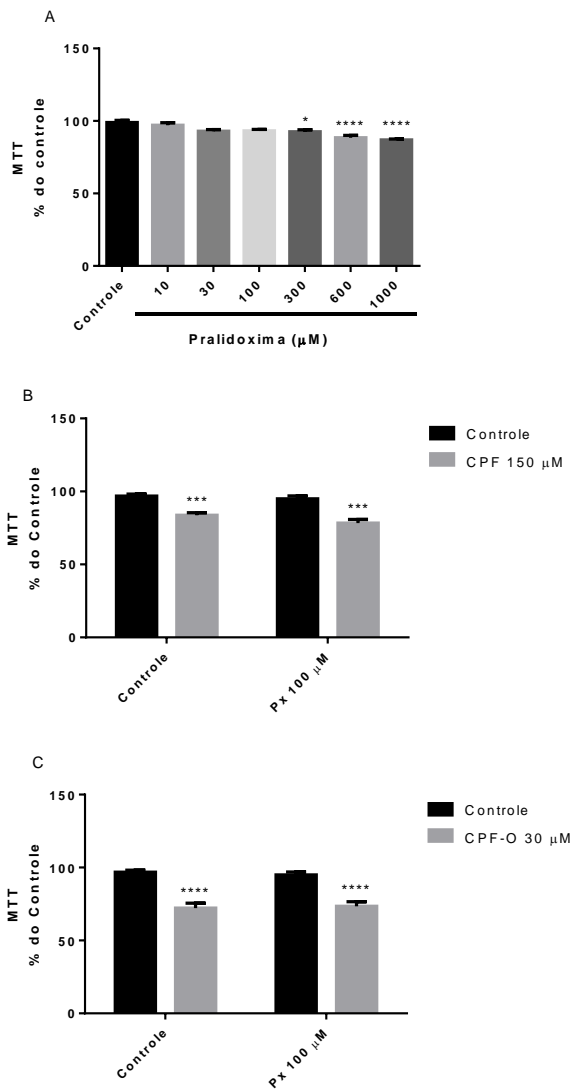 A
150
100
50
0
MTT
% do controle
* **** ****
Controle 10 30 100 300 600 1000
Pralidoxima (µM)
B
150
100
50
0
MTT
% do Controle
*** ***
Controle
CPF 150 µM
Controle Px 100 µM
C
150
100
50
0
MTT
% do Controle
**** ****
Controle
CPF-O 30 µM
Controle Px 100 µM